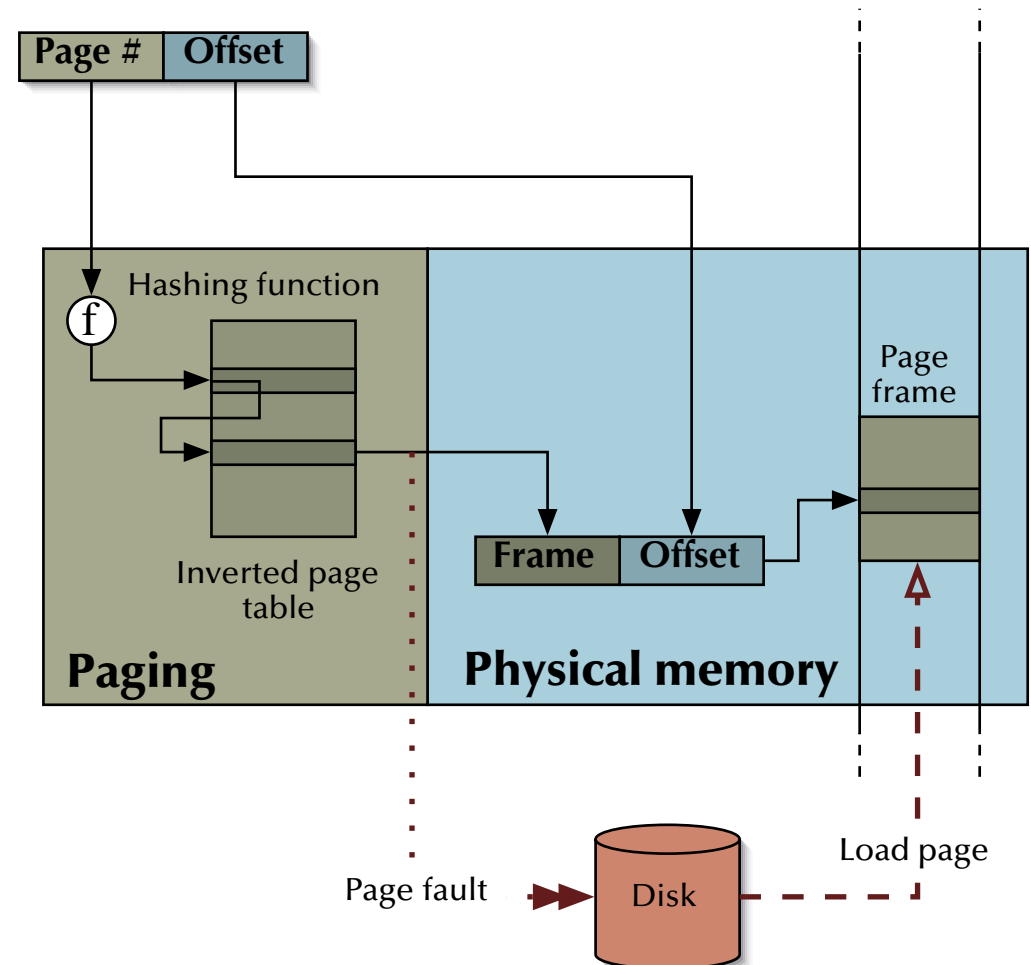 Page # Offset
Hashing function
f
Page
frame
Frame Offset
Inverted page
table
Paging
Physical memory
Load page
Page fault
Disk